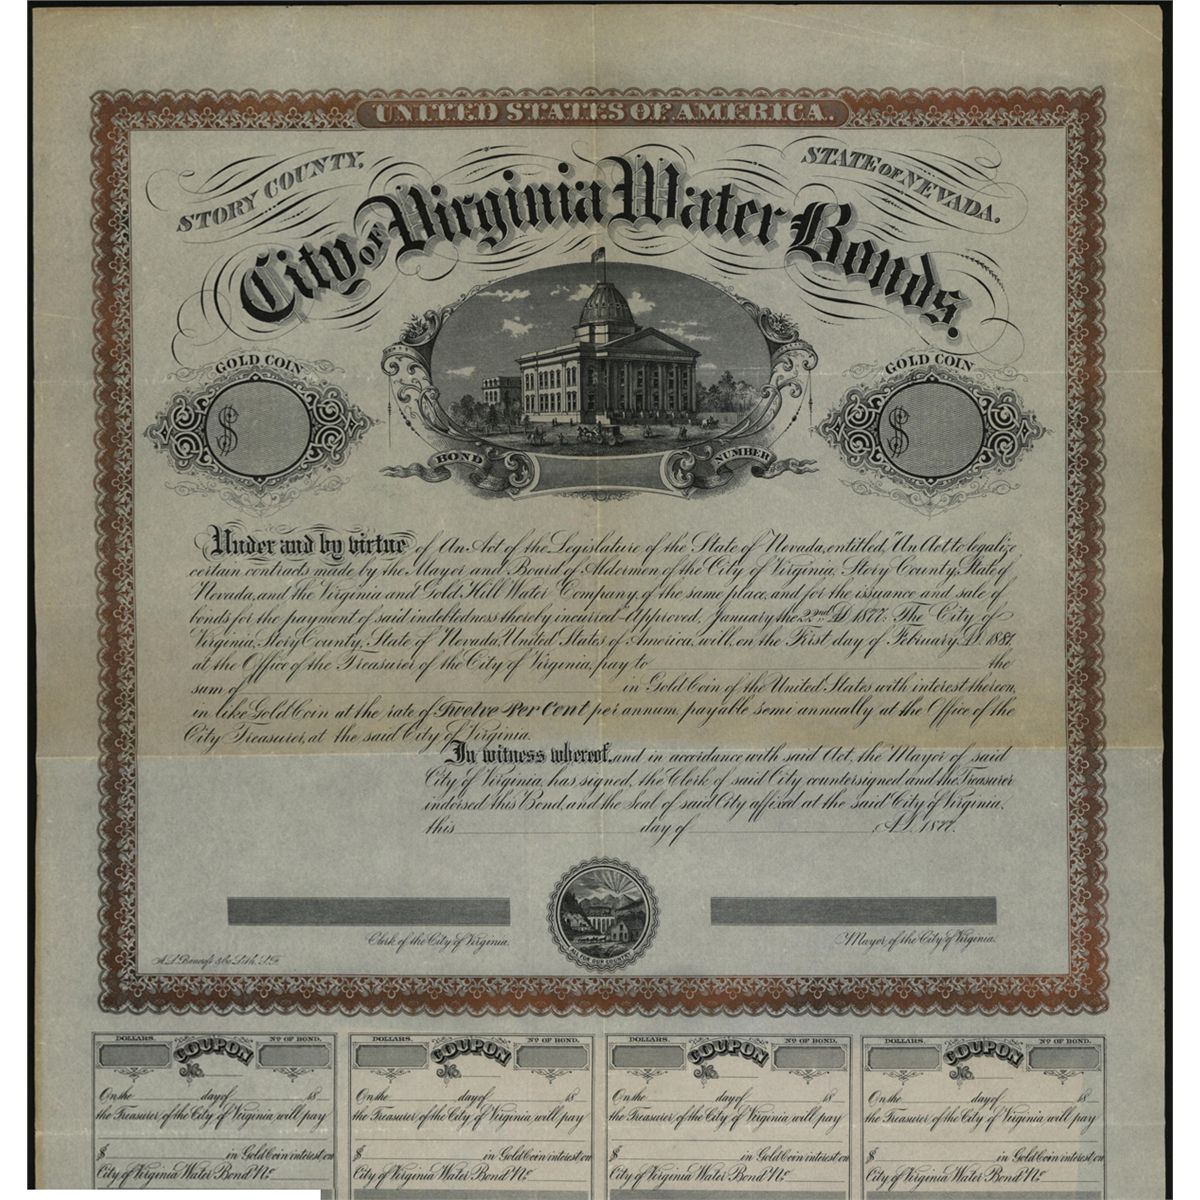 UNITED STATES OF AMERICA.
STORY COUNTY.
STATE OF NEVADA.
City of Virginia Water Bonds.
GOLD COIN
GOLD COIN
$
$
BOND NUMBER
Under and by virtue of An Act of the Legislature of the State of Nevada, entitled, "An Act to legalize
certain contracts made by the Mayor and Board of Aldermen of the City of Virginia, Story County, State of
Nevada, and the Virginia and Gold Hill Water Company, of the same place, and for the issuance and sale of
bonds for the payment of said indebtedness thereby incurred" Approved, January the 22nd A.D. 1877: The City of
Virginia, Story County, State of Nevada, United States of America, will, on the First day of February A.D. 1887,
at the Office of the Treasurer of the City of Virginia, pay to the
sum of in Gold Coin of the United States with interest thereon,
in like Gold Coin at the rate of Twelve Per Cent per annum, payable semi annually at the Office of the
City Treasurer, at the said City of Virginia.
In witness whereof, and in accordance with said Act, the Mayor of said
City of Virginia, has signed, the Clerk of said City countersigned and the Treasurer
indorsed this Bond, and the Seal of said City affixed at the said City of Virginia,
this day of A.D. 1877.
ALL FOR OUR COUNTRY
Clerk of the City of Virginia.
Mayor of the City of Virginia.
A.L. Bancroft & Co. Lith. S.F.
DOLLARS. COUPON No OF BOND. DOLLARS. COUPON No OF BOND. DOLLARS. COUPON No OF BOND. DOLLARS. COUPON No OF BOND.
No. No. No. No.
On the day of 18 On the day of 18 On the day of 18 On the day of 18
the Treasurer of the City of Virginia will pay the Treasurer of the City of Virginia will pay the Treasurer of the City of Virginia will pay the Treasurer of the City of Virginia will pay
$ in Gold Coin interest on $ in Gold Coin interest on $ in Gold Coin interest on $ in Gold Coin interest on
City of Virginia Water Bond No City of Virginia Water Bond No City of Virginia Water Bond No City of Virginia Water Bond No